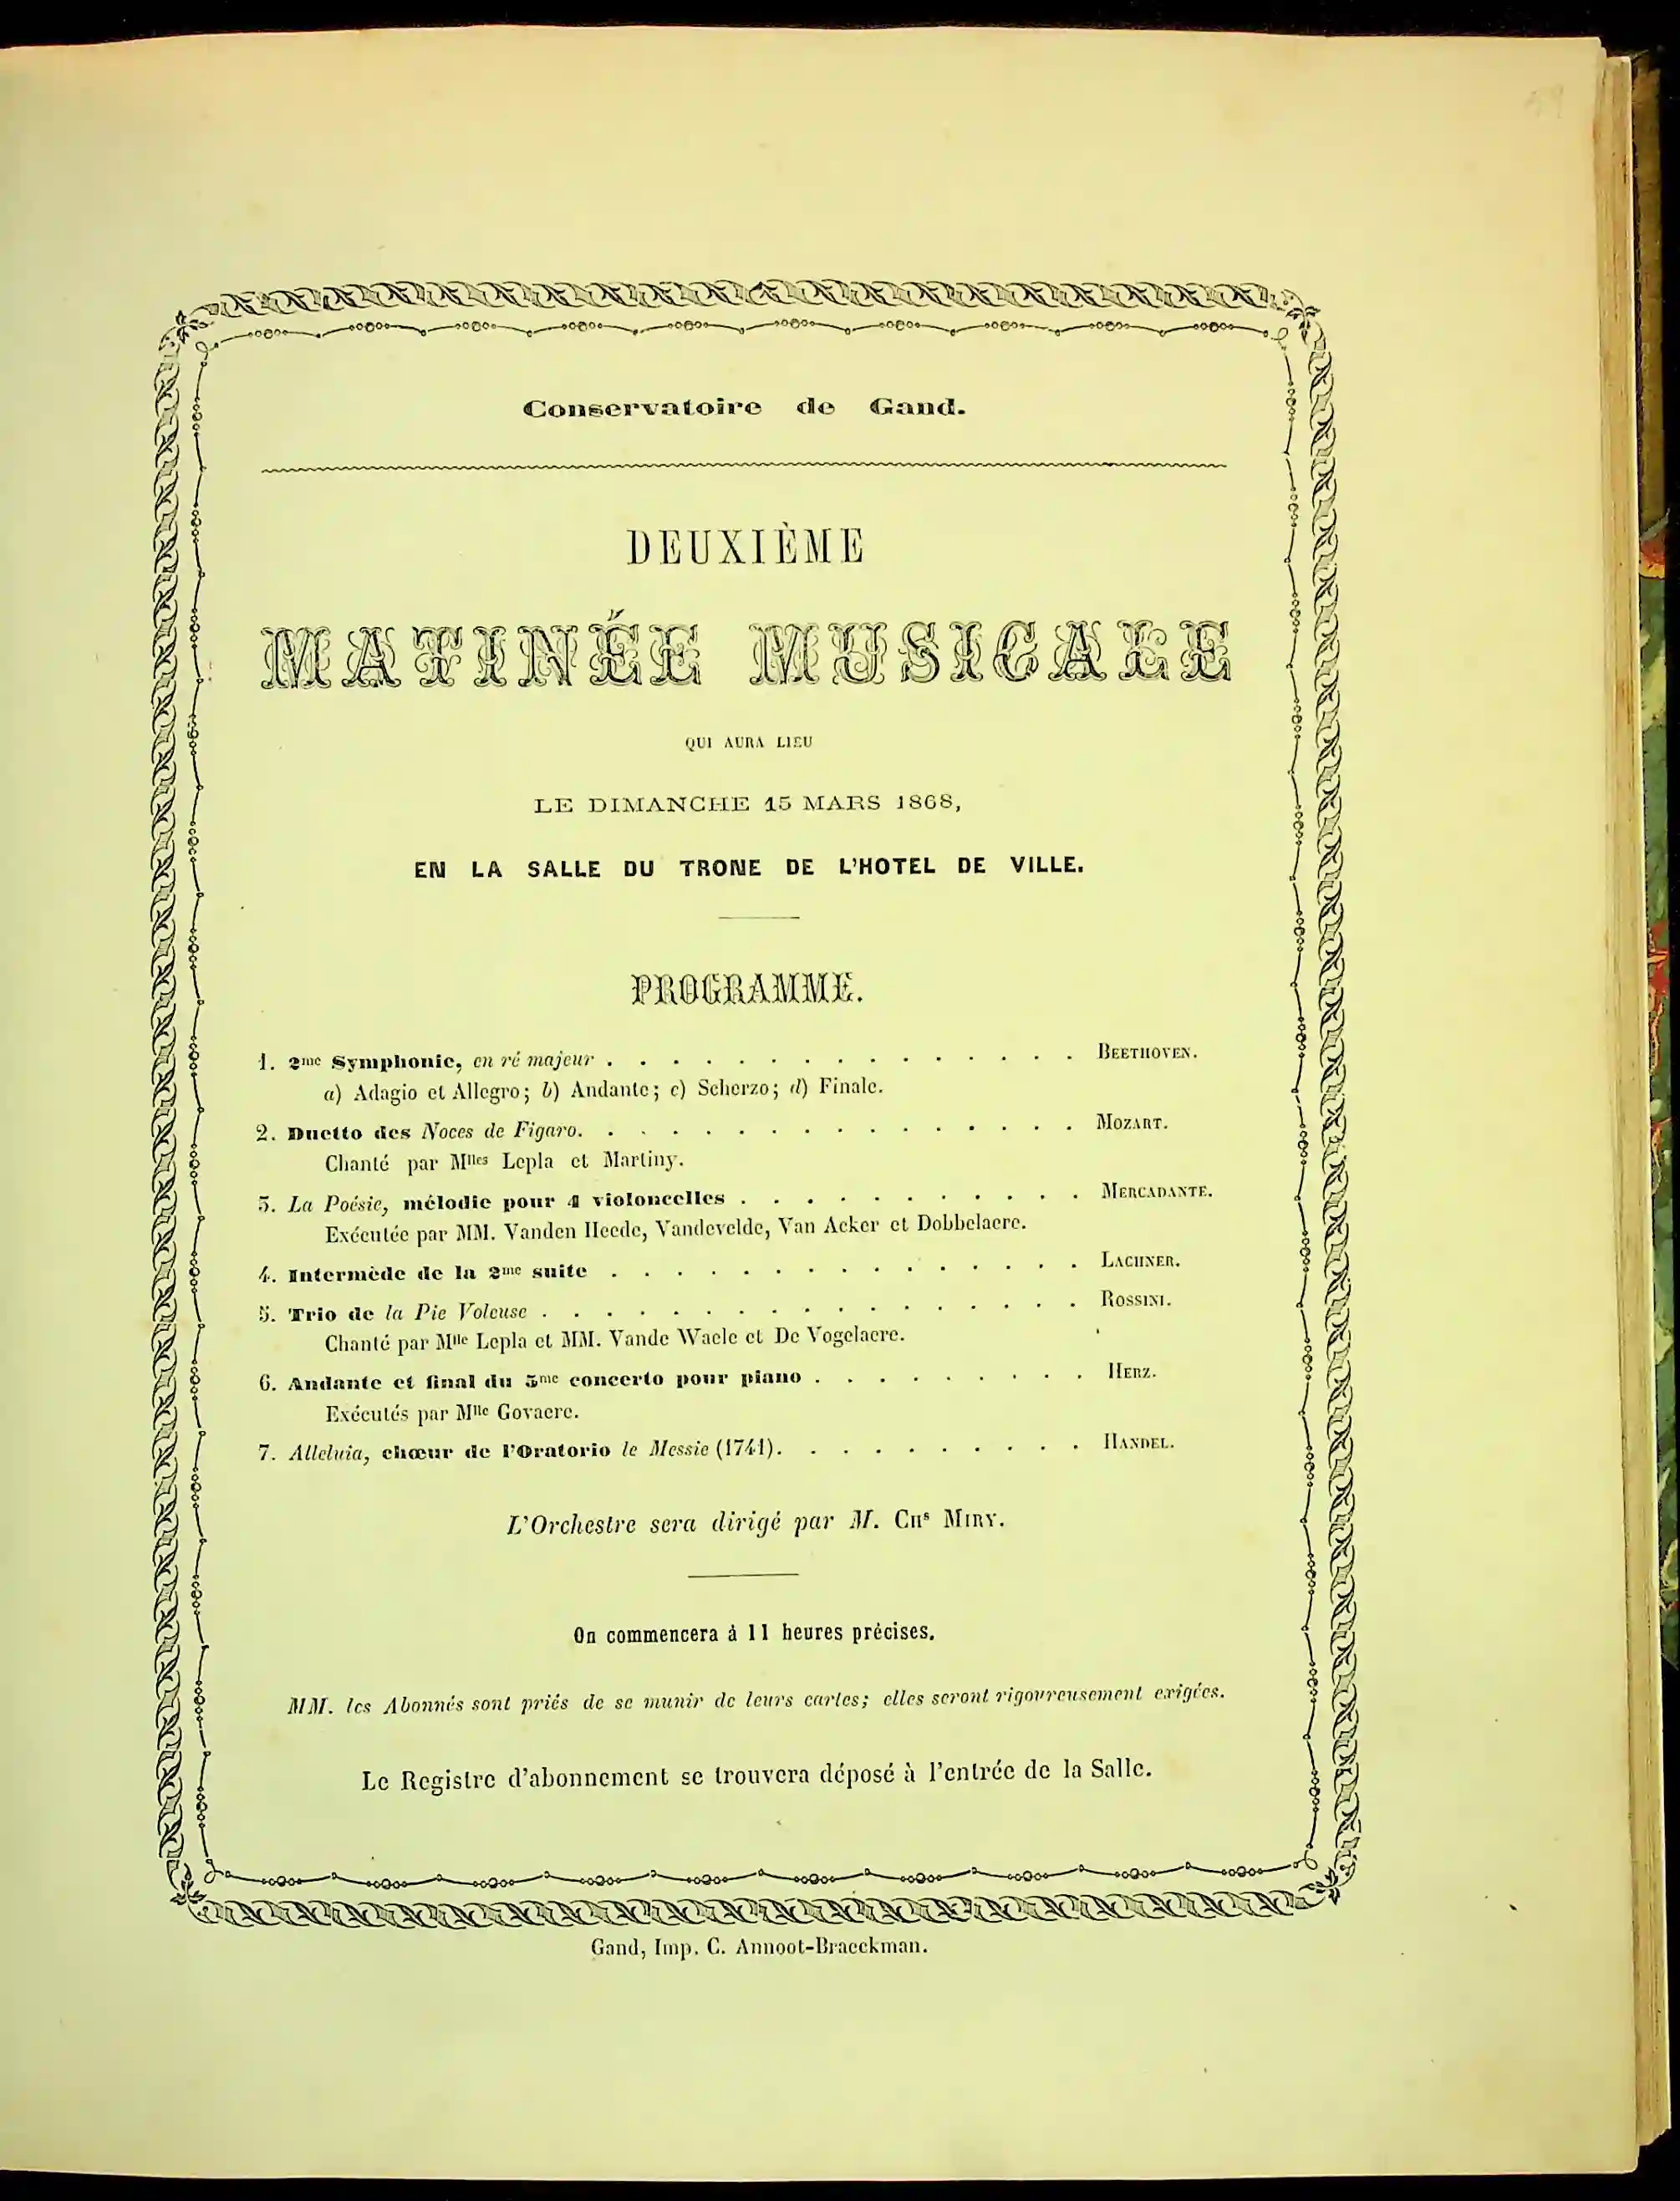 Conservatoire de Gand.
DEUXIÈME
MATINÉE MUSICALE
QUI AURA LIEU
LE DIMANCHE 15 MARS 1868,
EN LA SALLE DU TRONE DE L'HOTEL DE VILLE.
PROGRAMME.
1. 2me Symphonie, en ré majeur . . . . . . . . . . . . . . . BEETHOVEN.
a) Adagio et Allegro; b) Andante; c) Scherzo; d) Finale.
2. Duetto des Noces de Figaro. . . . . . . . . . . . . . . . MOZART.
Chanté par Mlles Lepla et Martiny.
3. La Poésie, mélodie pour 4 violoncelles . . . . . . . . . . . MERCADANTE.
Exécutée par MM. Vanden Heede, Vandevelde, Van Acker et Dobbelaere.
4. Intermède de la 2me suite . . . . . . . . . . . . . . . LACHNER.
5. Trio de la Pie Voleuse . . . . . . . . . . . . . . . . . ROSSINI.
Chanté par Mlle Lepla et MM. Vande Waele et De Vogelaere.
6. Andante et final du 5me concerto pour piano . . . . . . . . . HERZ.
Exécutés par Mlle Govaere.
7. Alleluia, chœur de l'Oratorio le Messie (1741). . . . . . . . . . HANDEL.
L'Orchestre sera dirigé par M. CHs MIRY.
On commencera à 11 heures précises.
MM. les Abonnés sont priés de se munir de leurs cartes; elles seront rigoureusement exigées.
Le Registre d'abonnement se trouvera déposé à l'entrée de la Salle.
Gand, Imp. C. Annoot-Braeckman.